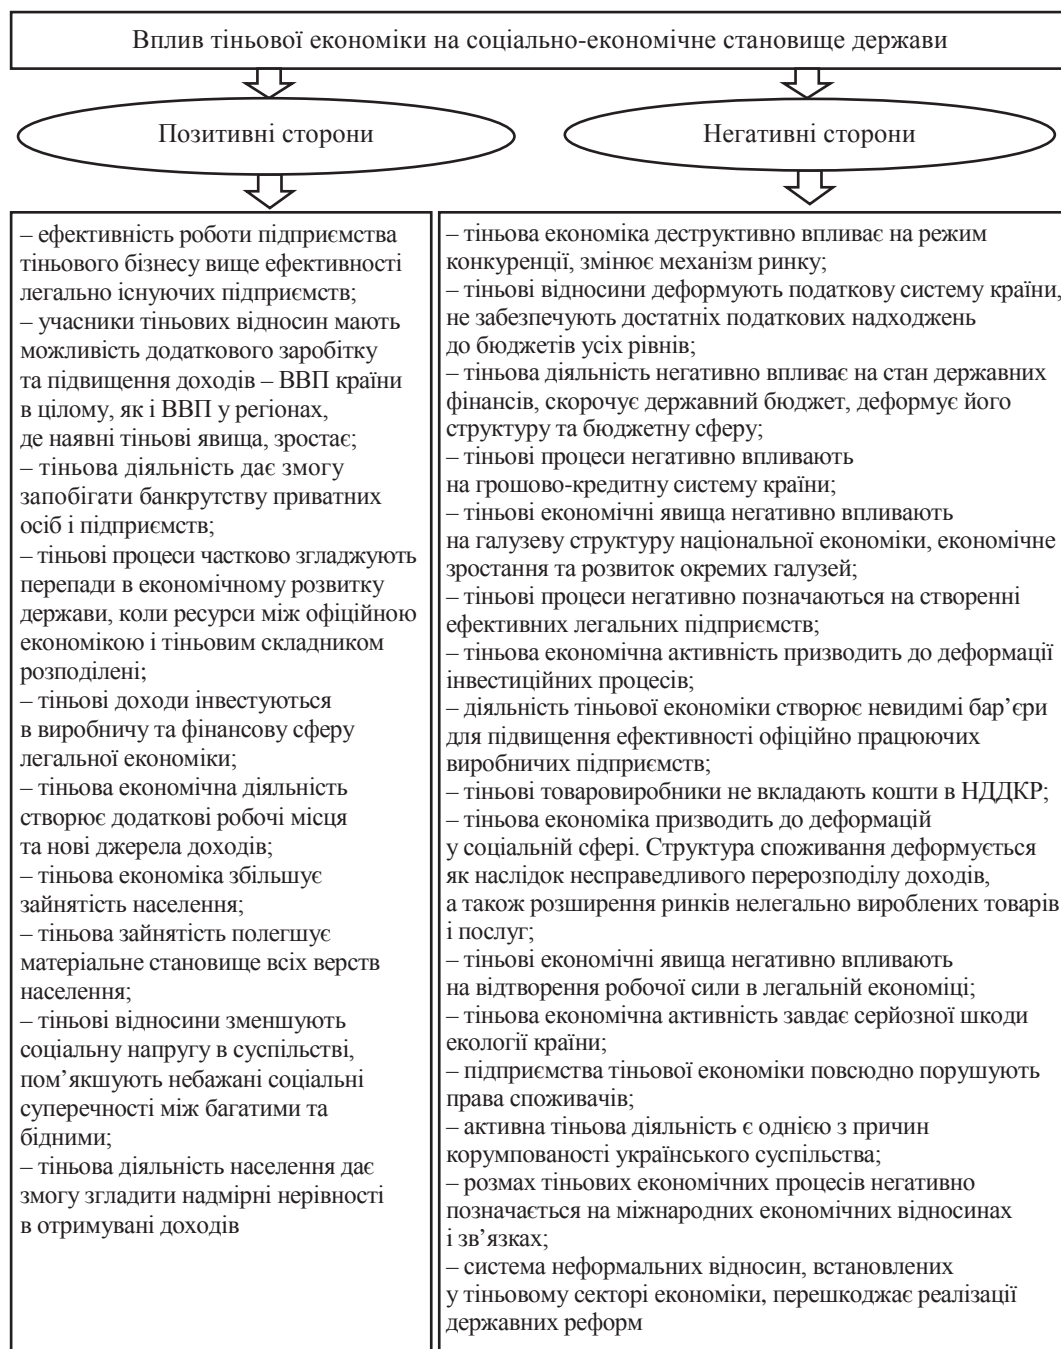 Вплив тіньової економіки на соціально-економічне становище держави
Позитивні сторони
Негативні сторони
– ефективність роботи підприємства
тіньового бізнесу вище ефективності
легально існуючих підприємств;
– учасники тіньових відносин мають
можливість додаткового заробітку
та підвищення доходів – ВВП країни
в цілому, як і ВВП у регіонах,
де наявні тіньові явища, зростає;
– тіньова діяльність дає змогу
запобігати банкрутству приватних
осіб і підприємств;
– тіньові процеси частково згладжують
перепади в економічному розвитку
держави, коли ресурси між офіційною
економікою і тіньовим складником
розподілені;
– тіньові доходи інвестуються
в виробничу та фінансову сферу
легальної економіки;
– тіньова економічна діяльність
створює додаткові робочі місця
та нові джерела доходів;
– тіньова економіка збільшує
зайнятість населення;
– тіньова зайнятість полегшує
матеріальне становище всіх верств
населення;
– тіньові відносини зменшують
соціальну напругу в суспільстві,
пом’якшують небажані соціальні
суперечності між багатими та
бідними;
– тіньова діяльність населення дає
змогу згладити надмірні нерівності
в отримувані доходів
– тіньова економіка деструктивно впливає на режим
конкуренції, змінює механізм ринку;
– тіньові відносини деформують податкову систему країни,
не забезпечують достатніх податкових надходжень
до бюджетів усіх рівнів;
– тіньова діяльність негативно впливає на стан державних
фінансів, скорочує державний бюджет, деформує його
структуру та бюджетну сферу;
– тіньові процеси негативно впливають
на грошово-кредитну систему країни;
– тіньові економічні явища негативно впливають
на галузеву структуру національної економіки, економічне
зростання та розвиток окремих галузей;
– тіньові процеси негативно позначаються на створенні
ефективних легальних підприємств;
– тіньова економічна активність призводить до деформації
інвестиційних процесів;
– діяльність тіньової економіки створює невидимі бар’єри
для підвищення ефективності офіційно працюючих
виробничих підприємств;
– тіньові товаровиробники не вкладають кошти в НДДКР;
– тіньова економіка призводить до деформацій
у соціальній сфері. Структура споживання деформується
як наслідок несправедливого перерозподілу доходів,
а також розширення ринків нелегально вироблених товарів
і послуг;
– тіньові економічні явища негативно впливають
на відтворення робочої сили в легальній економіці;
– тіньова економічна активність завдає серйозної шкоди
екології країни;
– підприємства тіньової економіки повсюдно порушують
права споживачів;
– активна тіньова діяльність є однією з причин
корумпованості українського суспільства;
– розмах тіньових економічних процесів негативно
позначається на міжнародних економічних відносинах
і зв’язках;
– система неформальних відносин, встановлених
у тіньовому секторі економіки, перешкоджає реалізації
державних реформ